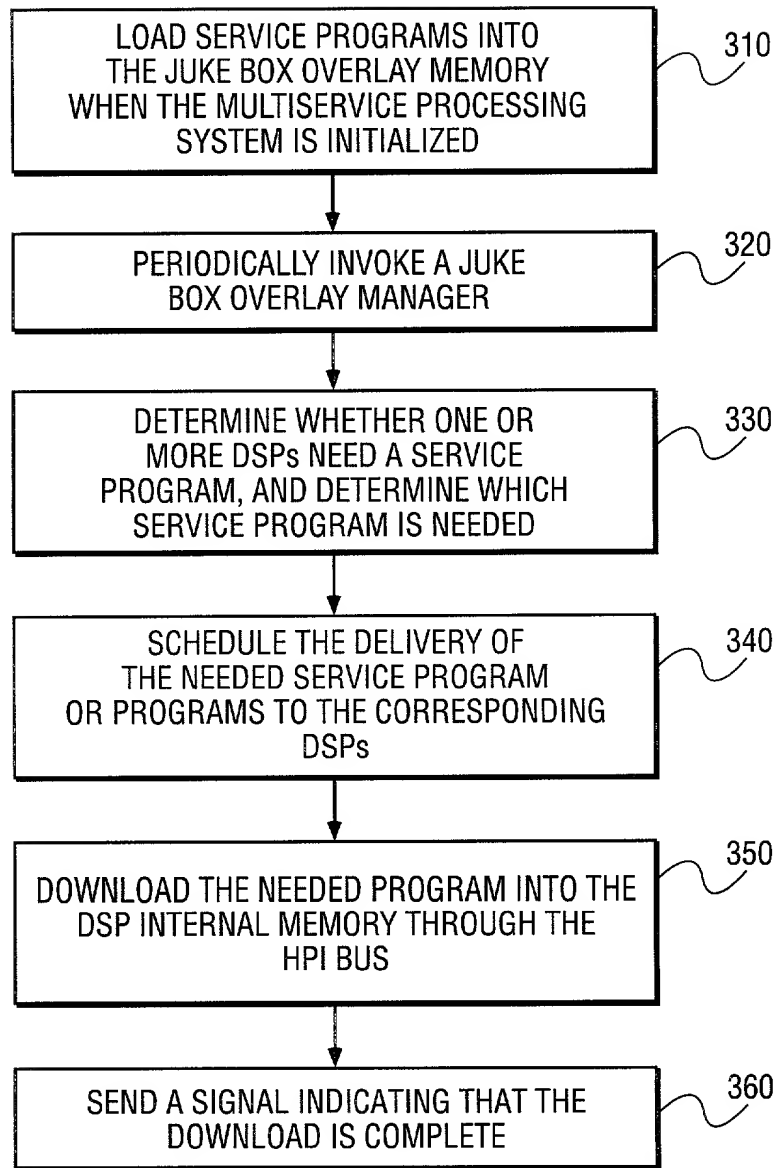 LOAD SERVICE PROGRAMS INTO
THE JUKE BOX OVERLAY MEMORY
WHEN THE MULTISERVICE PROCESSING
SYSTEM IS INITIALIZED
310
PERIODICALLY INVOKE A JUKE
BOX OVERLAY MANAGER
320
DETERMINE WHETHER ONE OR
MORE DSPs NEED A SERVICE
PROGRAM, AND DETERMINE WHICH
SERVICE PROGRAM IS NEEDED
330
SCHEDULE THE DELIVERY OF
THE NEEDED SERVICE PROGRAM
OR PROGRAMS TO THE CORRESPONDING
DSPs
340
DOWNLOAD THE NEEDED PROGRAM INTO THE
DSP INTERNAL MEMORY THROUGH THE
HPI BUS
350
SEND A SIGNAL INDICATING THAT THE
DOWNLOAD IS COMPLETE
360